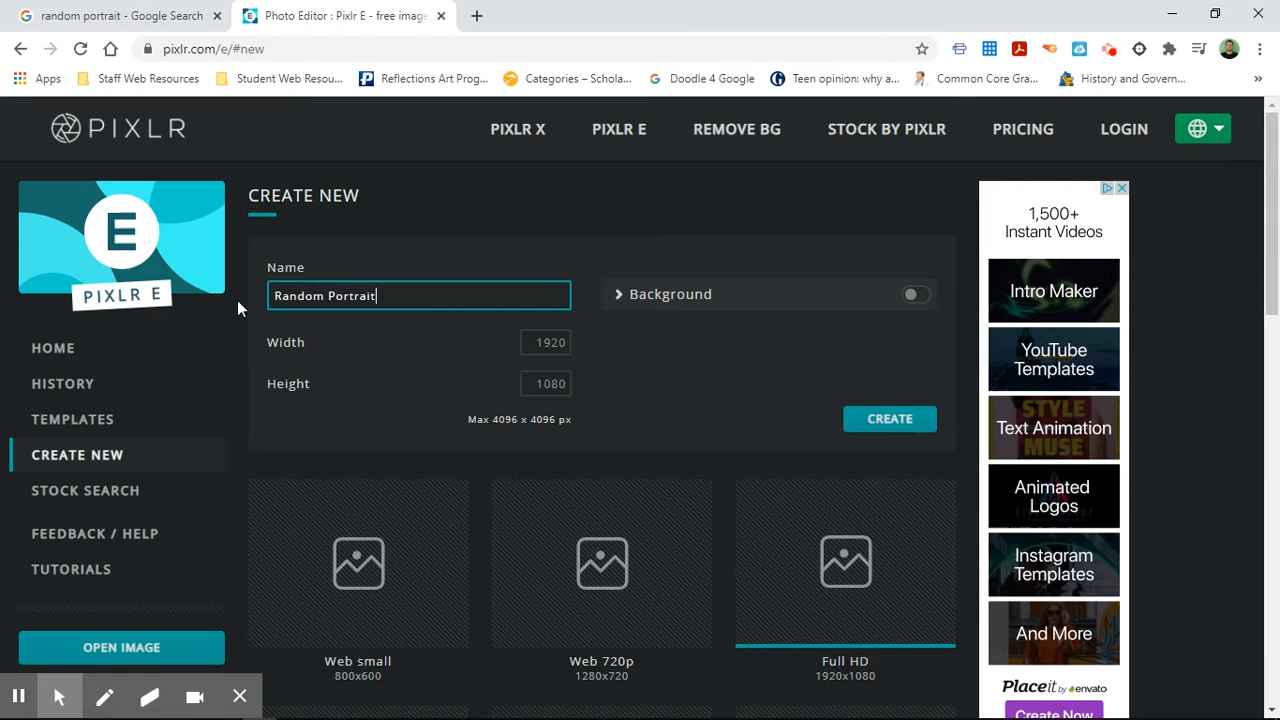 random portrait - Google Search
Photo Editor : Pixlr E - free image
pixlr.com/e/#new
Apps
Staff Web Resources
Student Web Resou...
Reflections Art Prog...
Categories – Schola...
Doodle 4 Google
Teen opinion: why a...
Common Core Gra...
History and Govern...
PIXLR
PIXLR X
PIXLR E
REMOVE BG
STOCK BY PIXLR
PRICING
LOGIN
E
PIXLR E
HOME
HISTORY
TEMPLATES
CREATE NEW
STOCK SEARCH
FEEDBACK / HELP
TUTORIALS
OPEN IMAGE
CREATE NEW
Name
Random Portrait
Background
Width
1920
Height
1080
Max 4096 x 4096 px
CREATE
Web small
800x600
Web 720p
1280x720
Full HD
1920x1080
1,500+
Instant Videos
Intro Maker
YouTube
Templates
STYLE
Text Animation
MUSE
Animated
Logos
Instagram
Templates
And More
Placeit by envato
Create Now